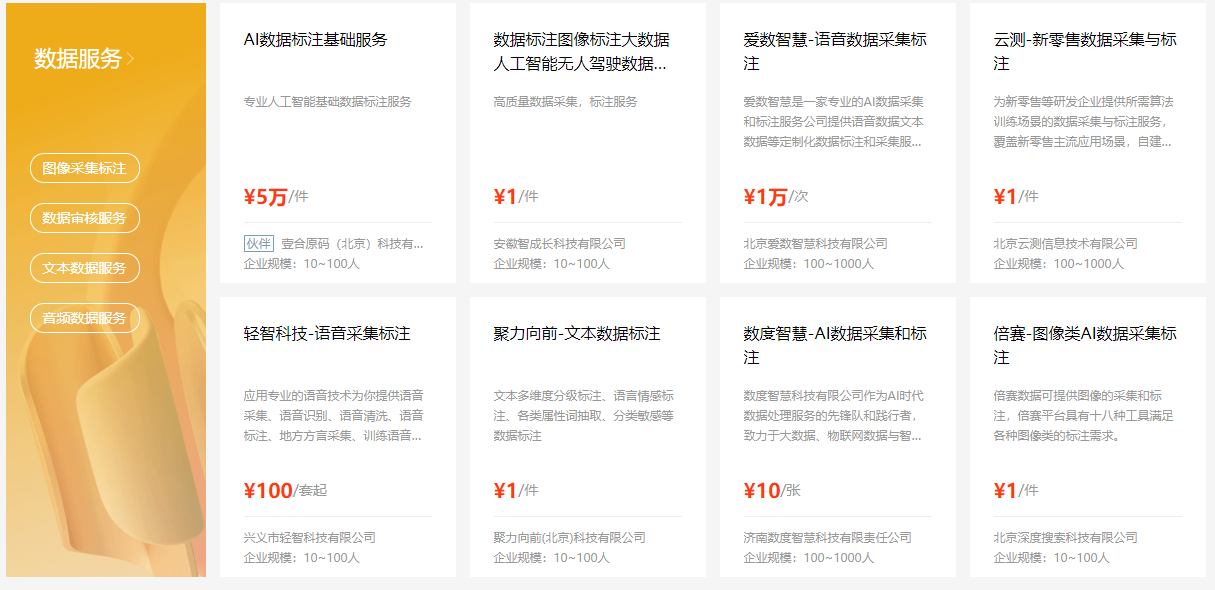 数据服务
图像采集标注
数据审核服务
文本数据服务
音频数据服务
AI数据标注基础服务
专业人工智能基础数据标注服务
¥5万/件
伙伴 壹合原码（北京）科技有...
企业规模：10~100人
数据标注图像标注大数据
人工智能无人驾驶数据...
高质量数据采集，标注服务
¥1/件
安徽智成长科技有限公司
企业规模：10~100人
爱数智慧-语音数据采集标
注
爱数智慧是一家专业的AI数据采集
和标注服务公司提供语音数据文本
数据等定制化数据标注和采集服...
¥1万/次
北京爱数智慧科技有限公司
企业规模：100~1000人
云测-新零售数据采集与标
注
为新零售等研发企业提供所需算法
训练场景的数据采集与标注服务，
覆盖新零售主流应用场景，自建...
¥1/件
北京云测信息技术有限公司
企业规模：100~1000人
轻智科技-语音采集标注
应用专业的语音技术为你提供语音
采集、语音识别、语音清洗、语音
标注、地方方言采集、训练语音...
¥100/套起
兴义市轻智科技有限公司
企业规模：10~100人
聚力向前-文本数据标注
文本多维度分级标注、语言情感标
注、各类属性词抽取、分类敏感等
数据标注
¥1/件
聚力向前(北京)科技有限公司
企业规模：10~100人
数度智慧-AI数据采集和标
注
数度智慧科技有限公司作为AI时代
数据处理服务的先锋队和践行者，
致力于大数据、物联网数据与智...
¥10/张
济南数度智慧科技有限责任公司
企业规模：100~1000人
倍赛-图像类AI数据采集标
注
倍赛数据可提供图像的采集和标
注，倍赛平台具有十八种工具满足
各种图像类的标注需求。
¥1/件
北京深度搜索科技有限公司
企业规模：10~100人